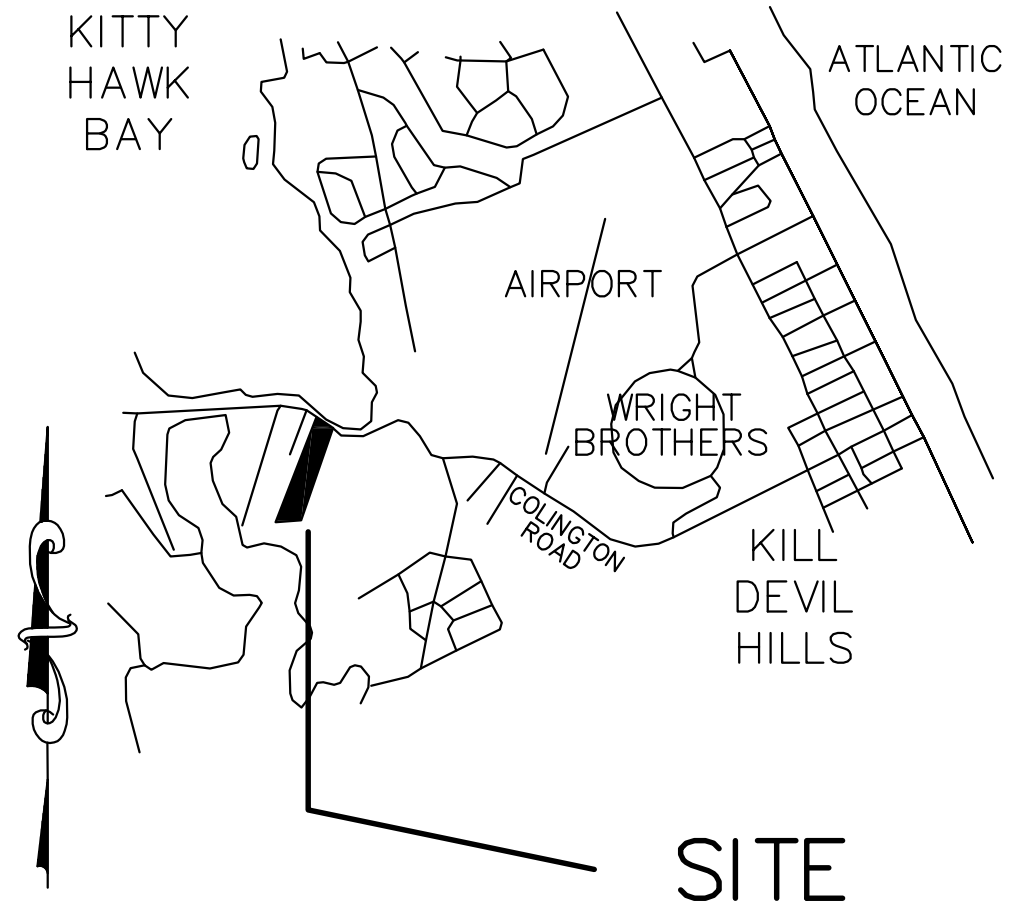 KITTY
HAWK
BAY
ATLANTIC
OCEAN
AIRPORT
WRIGHT
BROTHERS
COLINGTON
ROAD
KILL
DEVIL
HILLS
SITE